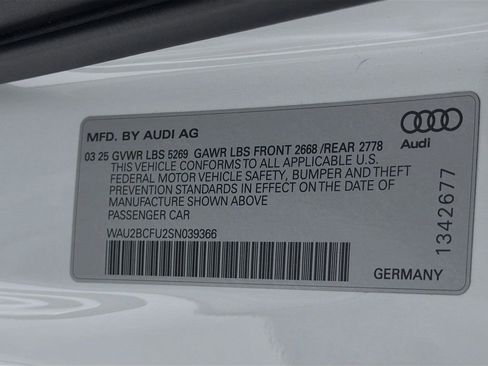 MFD. BY AUDI AG
03 25 GVWR LBS 5269 GAWR LBS FRONT 2668 /REAR 2778
THIS VEHICLE CONFORMS TO ALL APPLICABLE U.S.
FEDERAL MOTOR VEHICLE SAFETY, BUMPER AND THEFT
PREVENTION STANDARDS IN EFFECT ON THE DATE OF
MANUFACTURE SHOWN ABOVE
PASSENGER CAR
WAU2BCFU2SN039366
Audi
1342677
GERMANY